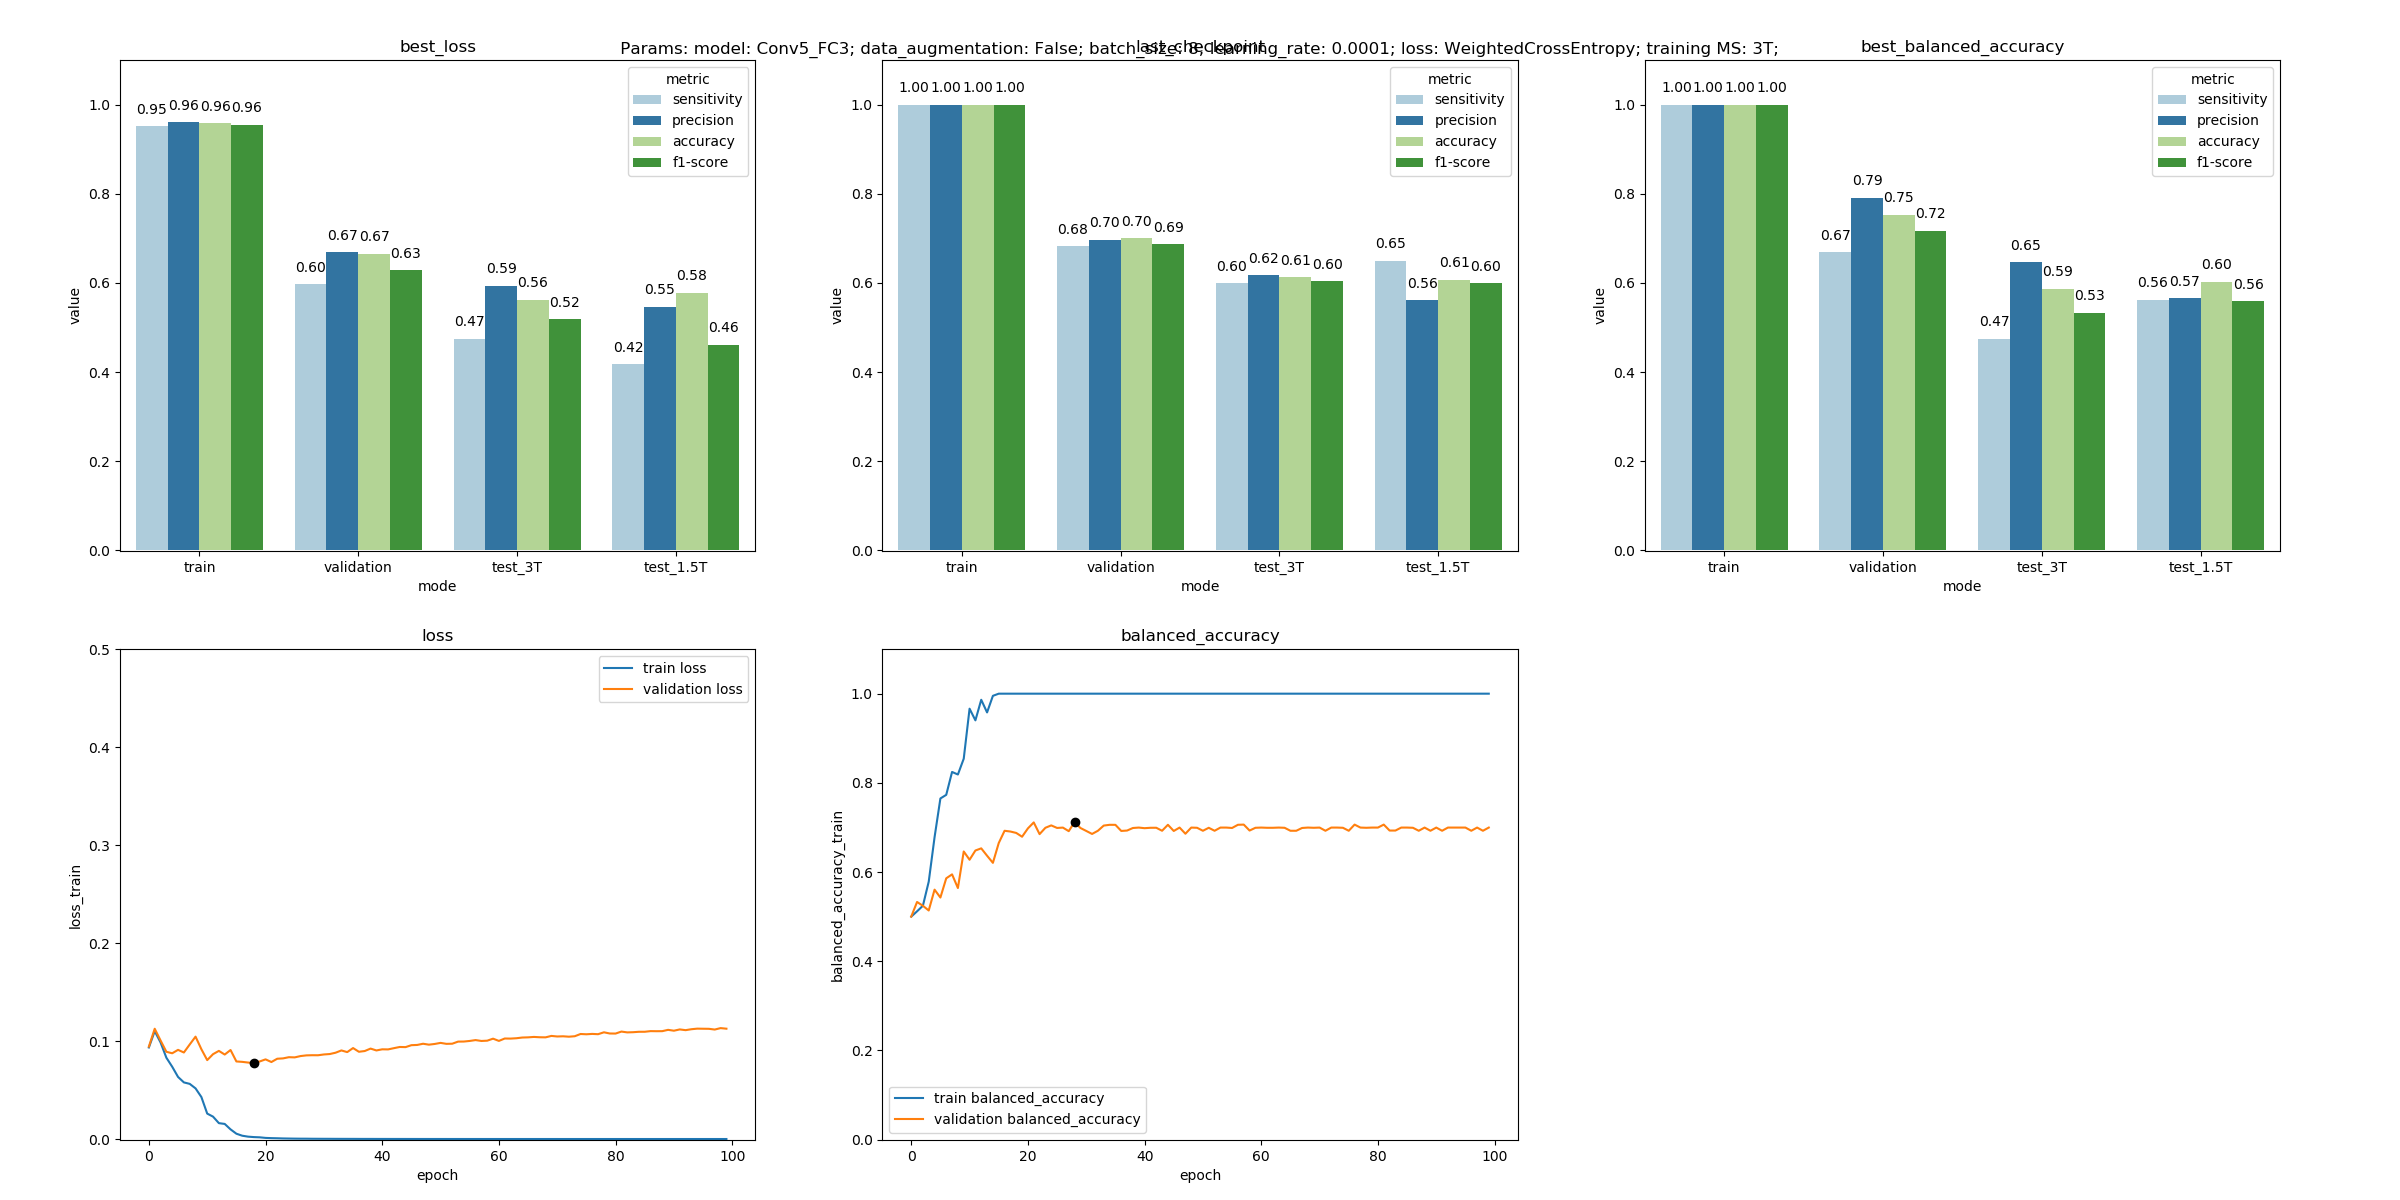 Params: model: Conv5_FC3; data_augmentation: False; batch_size: 8; learning_rate: 0.0001; loss: WeightedCrossEntropy; training MS: 3T;
best_loss
metric
sensitivity
precision
accuracy
f1-score
0.95 0.96 0.96 0.96
0.60 0.67 0.67 0.63
0.47 0.59 0.56 0.52
0.42 0.55 0.58 0.46
value
1.0
0.8
0.6
0.4
0.2
0.0
train validation test_3T test_1.5T
mode
last_checkpoint
metric
sensitivity
precision
accuracy
f1-score
1.00 1.00 1.00 1.00
0.68 0.70 0.70 0.69
0.60 0.62 0.61 0.60
0.65 0.56 0.61 0.60
value
1.0
0.8
0.6
0.4
0.2
0.0
train validation test_3T test_1.5T
mode
best_balanced_accuracy
metric
sensitivity
precision
accuracy
f1-score
1.00 1.00 1.00 1.00
0.67 0.79 0.75 0.72
0.47 0.65 0.59 0.53
0.56 0.57 0.60 0.56
value
1.0
0.8
0.6
0.4
0.2
0.0
train validation test_3T test_1.5T
mode
loss
train loss
validation loss
loss_train
0.5
0.4
0.3
0.2
0.1
0.0
0 20 40 60 80 100
epoch
balanced_accuracy
balanced_accuracy_train
1.0
0.8
0.6
0.4
0.2
0.0
train balanced_accuracy
validation balanced_accuracy
0 20 40 60 80 100
epoch